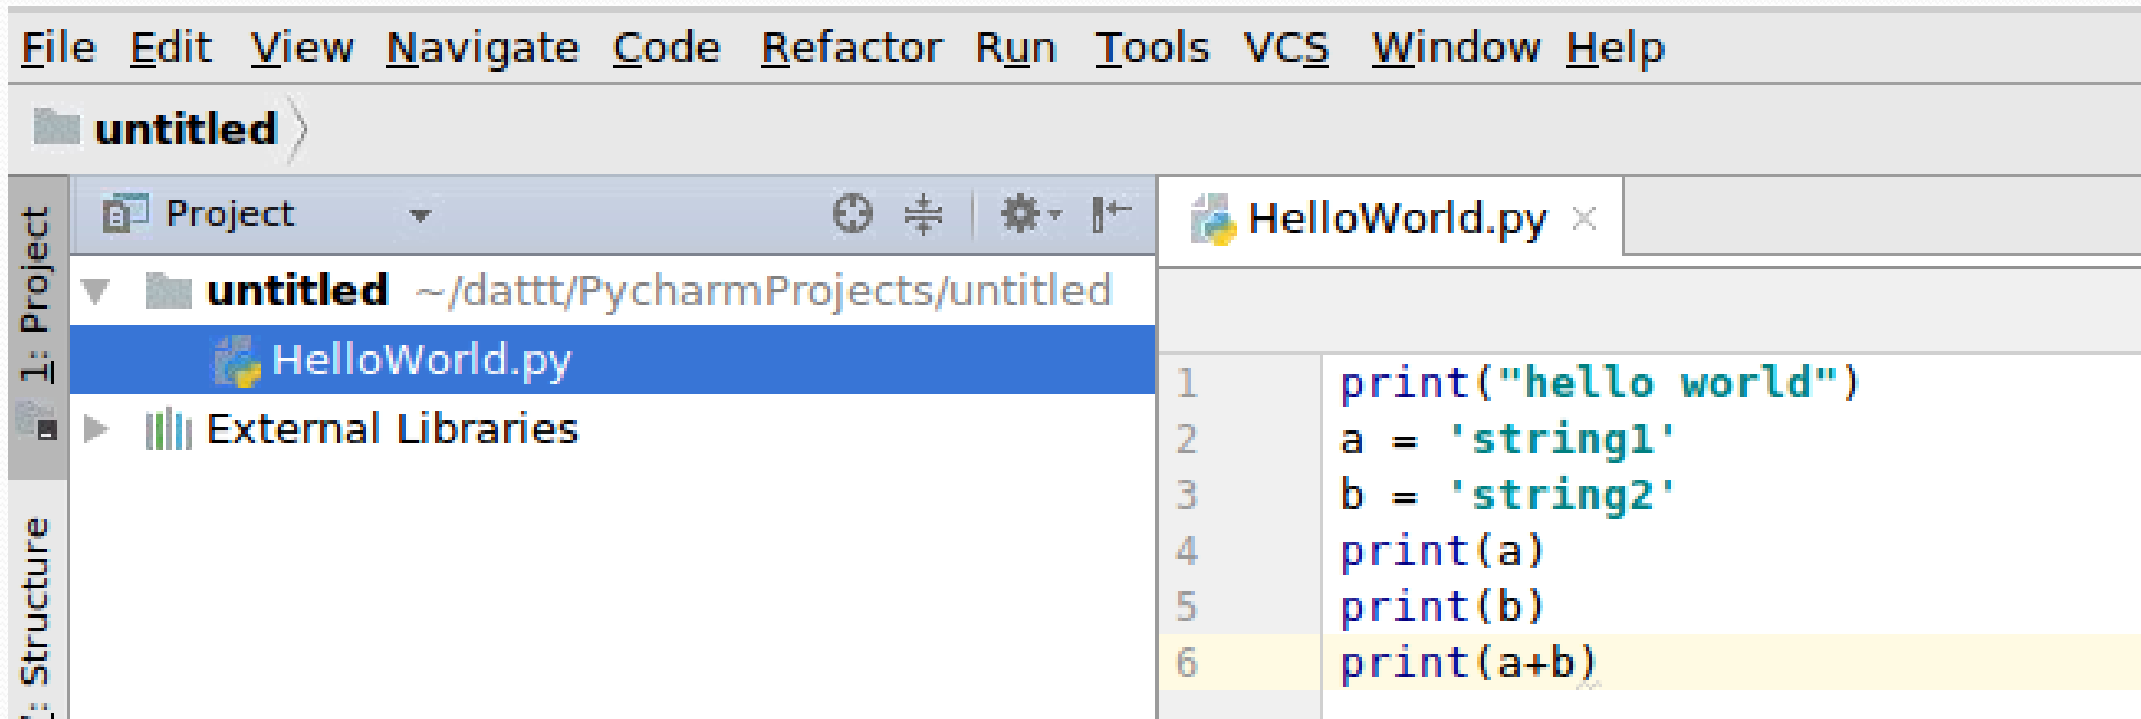 File Edit View Navigate Code Refactor Run Tools VCS Window Help
untitled
1: Project
Structure
Project
untitled ~/dattt/PycharmProjects/untitled
HelloWorld.py
External Libraries
HelloWorld.py
1 print("hello world")
2 a = 'string1'
3 b = 'string2'
4 print(a)
5 print(b)
6 print(a+b)